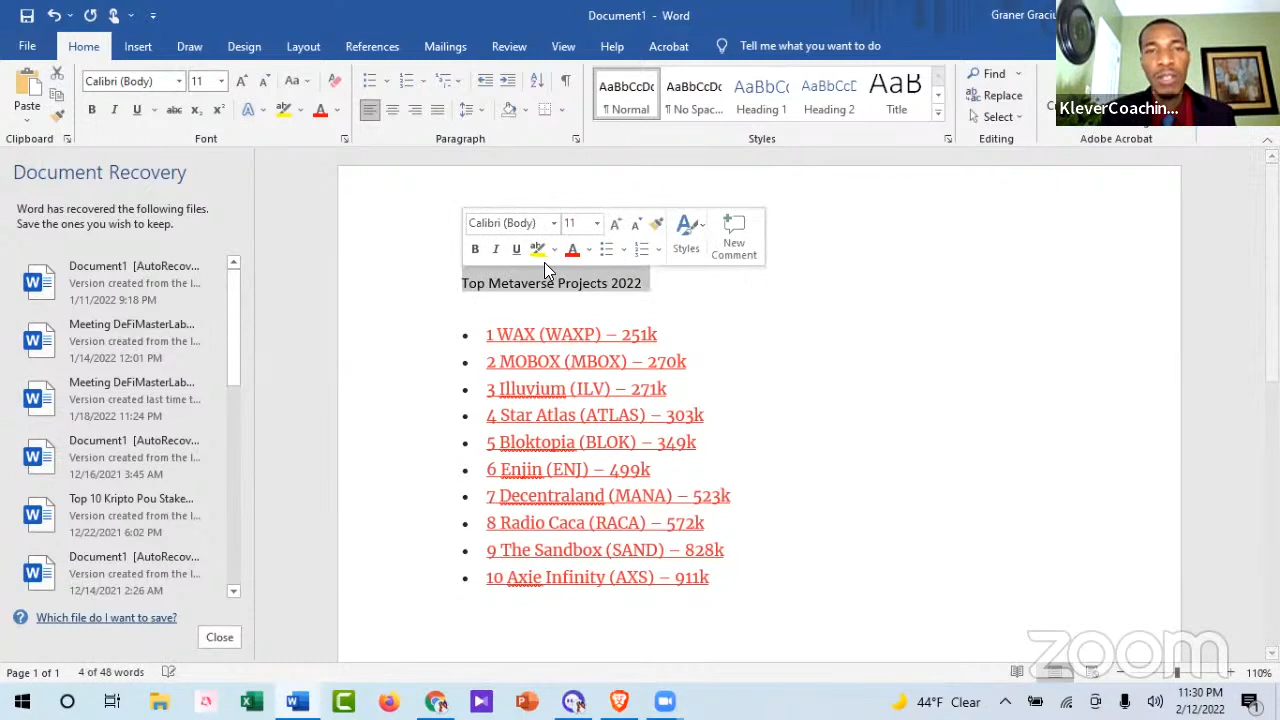 Document1 - Word
Graner Graci
File Home Insert Draw Design Layout References Mailings Review View Help Acrobat Tell me what you want to do
Paste
Calibri (Body) 11
AaBbCcDc AaBbCcDc AaBbC AaBbCcD AaB
¶ Normal ¶ No Spac... Heading 1 Heading 2 Title
Find
Replace
Select
Clipboard Font Paragraph Styles Editing Adobe Acrobat
KleverCoachin...
Document Recovery
Word has recovered the following files.
Save the ones you wish to keep.
Document1 [AutoRecov...
Version created from the l...
1/11/2022 9:18 PM
Meeting DeFiMasterLab...
Version created from the l...
1/14/2022 12:01 PM
Meeting DeFiMasterLab...
Version created last time t...
1/18/2022 11:24 PM
Document1 [AutoRecov...
Version created from the l...
12/16/2021 3:45 AM
Top 10 Kripto Pou Stake...
Version created from the l...
12/22/2021 6:02 PM
Document1 [AutoRecov...
Version created from the l...
12/14/2021 2:26 AM
Which file do I want to save?
Close
Calibri (Body) 11
Styles
New
Comment
Top Metaverse Projects 2022
• 1 WAX (WAXP) – 251k
• 2 MOBOX (MBOX) – 270k
• 3 Illuvium (ILV) – 271k
• 4 Star Atlas (ATLAS) – 303k
• 5 Bloktopia (BLOK) – 349k
• 6 Enjin (ENJ) – 499k
• 7 Decentraland (MANA) – 523k
• 8 Radio Caca (RACA) – 572k
• 9 The Sandbox (SAND) – 828k
• 10 Axie Infinity (AXS) – 911k
zoom
Page 1 of 1 4 of 48 words
110%
44°F Clear
11:30 PM
2/12/2022